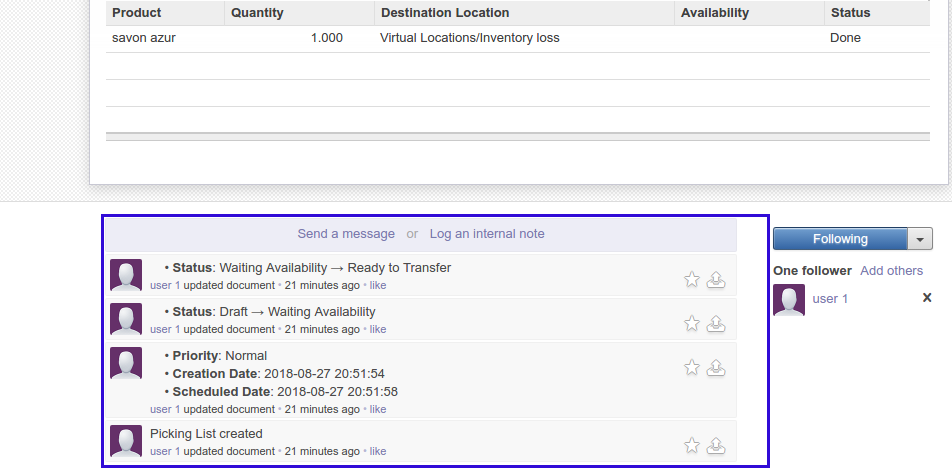 Product Quantity Destination Location Availability Status
savon azur 1.000 Virtual Locations/Inventory loss Done
Send a message or Log an internal note
Following
• Status: Waiting Availability → Ready to Transfer
user 1 updated document • 21 minutes ago • like
One follower Add others
user 1 x
• Status: Draft → Waiting Availability
user 1 updated document • 21 minutes ago • like
• Priority: Normal
• Creation Date: 2018-08-27 20:51:54
• Scheduled Date: 2018-08-27 20:51:58
user 1 updated document • 21 minutes ago • like
Picking List created
user 1 updated document • 21 minutes ago • like